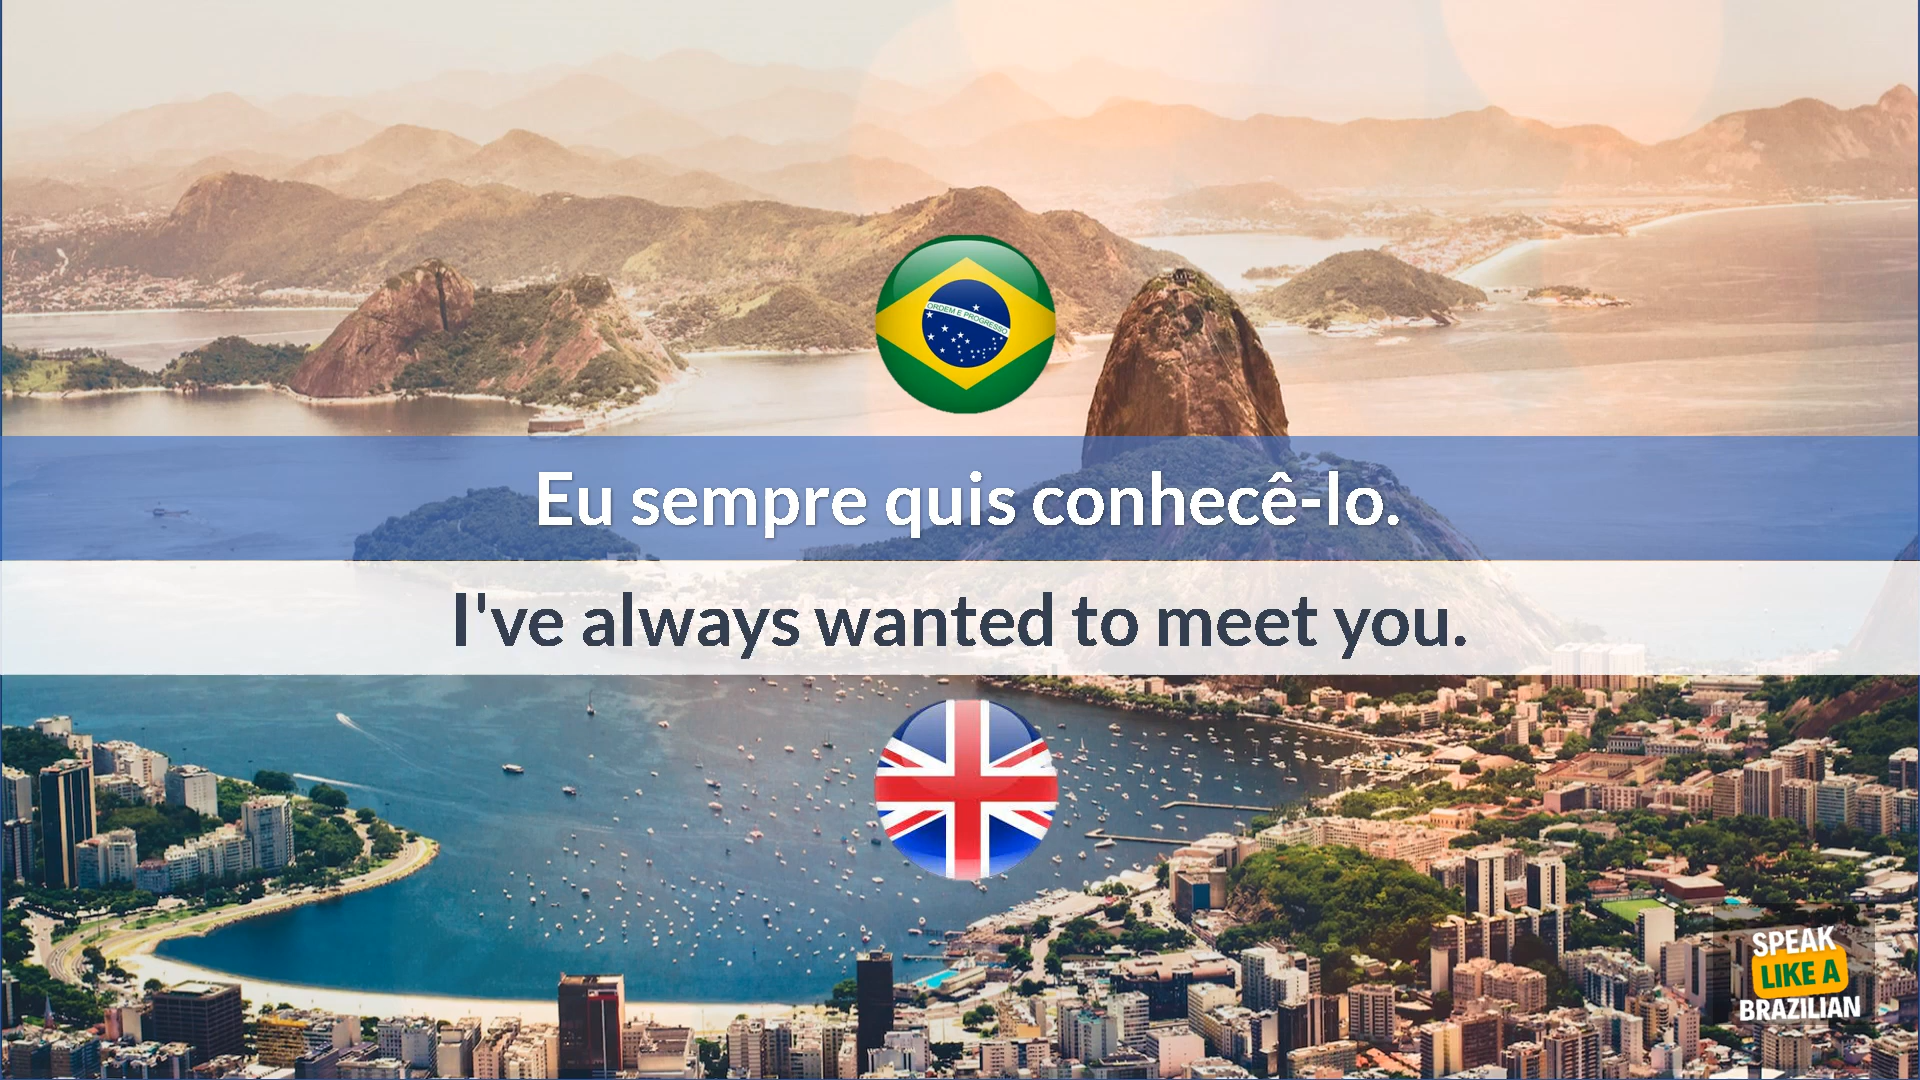 ORDEM E PROGRESSO
Eu sempre quis conhecê-lo.
I've always wanted to meet you.
SPEAK
LIKE A
BRAZILIAN